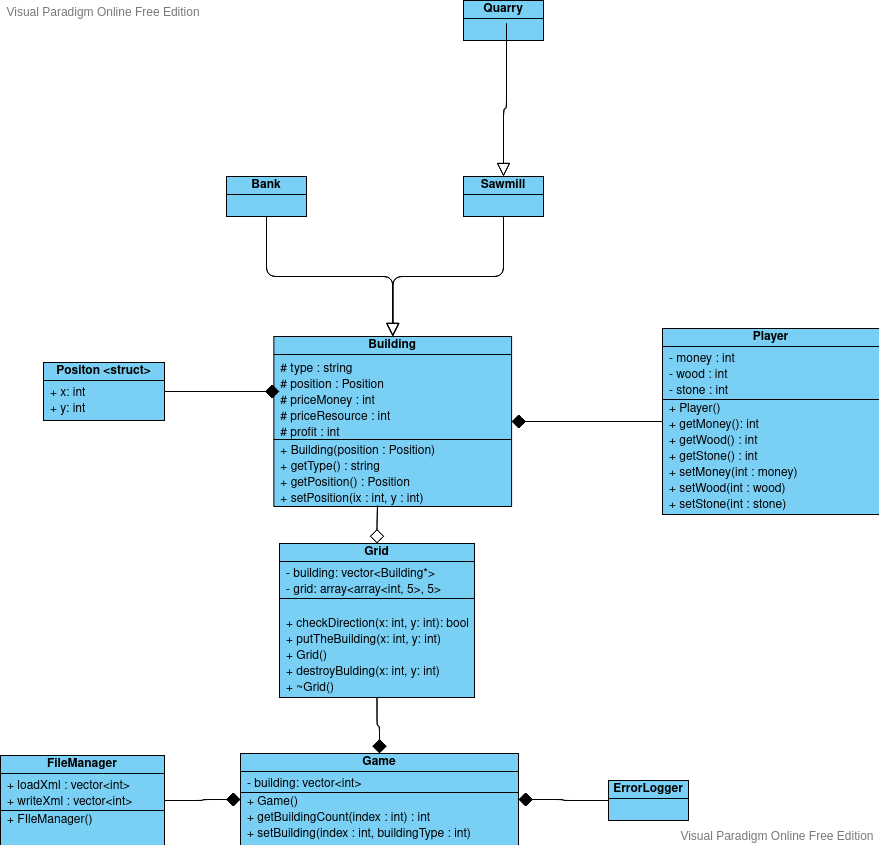 Visual Paradigm Online Free Edition
Quarry
Bank
Sawmill
Building
# type : string
# position : Position
# priceMoney : int
# priceResource : int
# profit : int
+ Building(position : Position)
+ getType() : string
+ getPosition() : Position
+ setPosition(ix : int, y : int)
Positon <struct>
+ x: int
+ y: int
Player
- money : int
- wood : int
- stone : int
+ Player()
+ getMoney(): int
+ getWood() : int
+ getStone() : int
+ setMoney(int : money)
+ setWood(int : wood)
+ setStone(int : stone)
Grid
- building: vector<Building*>
- grid: array<array<int, 5>, 5>
+ checkDirection(x: int, y: int): bool
+ putTheBuilding(x: int, y: int)
+ Grid()
+ destroyBulding(x: int, y: int)
+ ~Grid()
FileManager
+ loadXml : vector<int>
+ writeXml : vector<int>
+ FIleManager()
Game
- building: vector<int>
+ Game()
+ getBuildingCount(index : int) : int
+ setBuilding(index : int, buildingType : int)
ErrorLogger
Visual Paradigm Online Free Edition